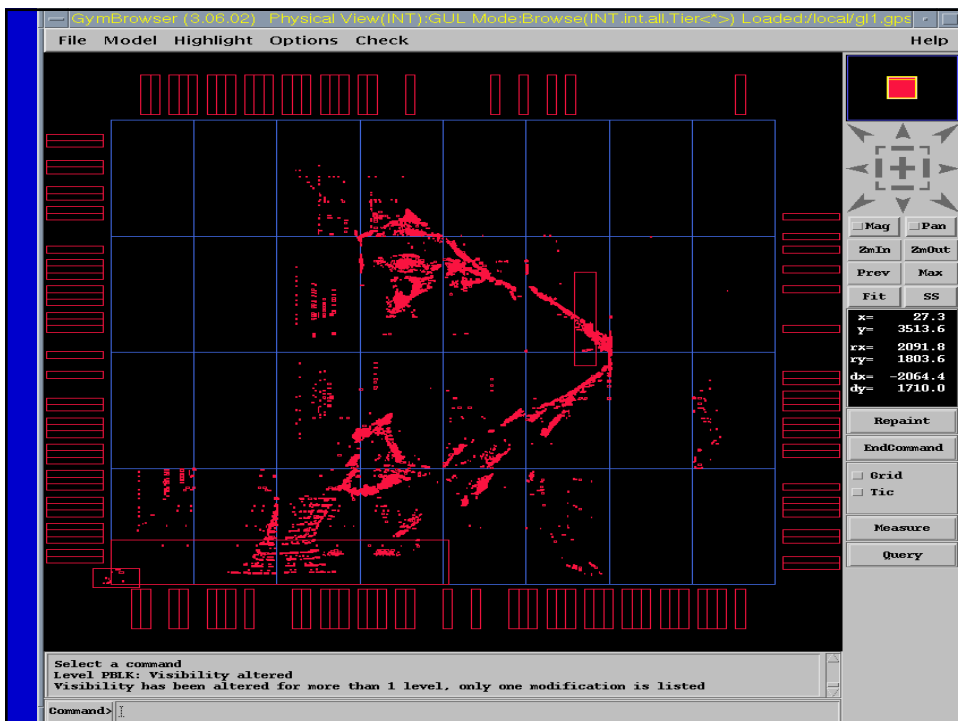 GymBrowser (3.06.02) Physical View(INT):GUL Mode:Browse(INT.int.all.Tier<*>) Loaded:/local/gl1.gps
File Model Highlight Options Check Help
Mag Pan
ZmIn ZmOut
Prev Max
Fit SS
x= 27.3
y= 3513.6
rx= 2091.8
ry= 1803.6
dx= -2064.4
dy= 1710.0
Repaint
EndCommand
Grid
Tic
Measure
Query
Select a command
Level PBLK: Visibility altered
Visibility has been altered for more than 1 level, only one modification is listed
Command>